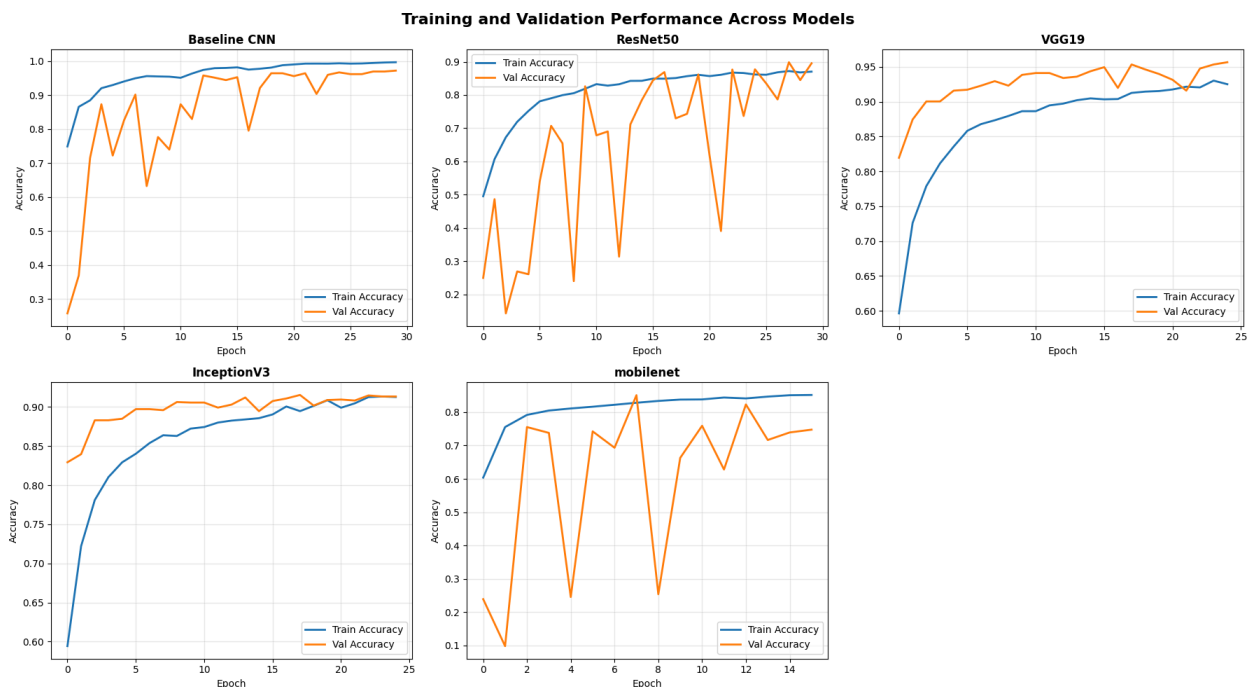 Training and Validation Performance Across Models
Baseline CNN
Accuracy
1.0
0.9
0.8
0.7
0.6
0.5
0.4
0.3
Train Accuracy
Val Accuracy
0 5 10 15 20 25 30
Epoch
ResNet50
Accuracy
0.9
0.8
0.7
0.6
0.5
0.4
0.3
0.2
Train Accuracy
Val Accuracy
0 5 10 15 20 25 30
Epoch
VGG19
Accuracy
0.95
0.90
0.85
0.80
0.75
0.70
0.65
0.60
Train Accuracy
Val Accuracy
0 5 10 15 20 25
Epoch
InceptionV3
Accuracy
0.90
0.85
0.80
0.75
0.70
0.65
0.60
Train Accuracy
Val Accuracy
0 5 10 15 20 25
Epoch
mobilenet
Accuracy
0.8
0.7
0.6
0.5
0.4
0.3
0.2
0.1
Train Accuracy
Val Accuracy
0 2 4 6 8 10 12 14
Epoch